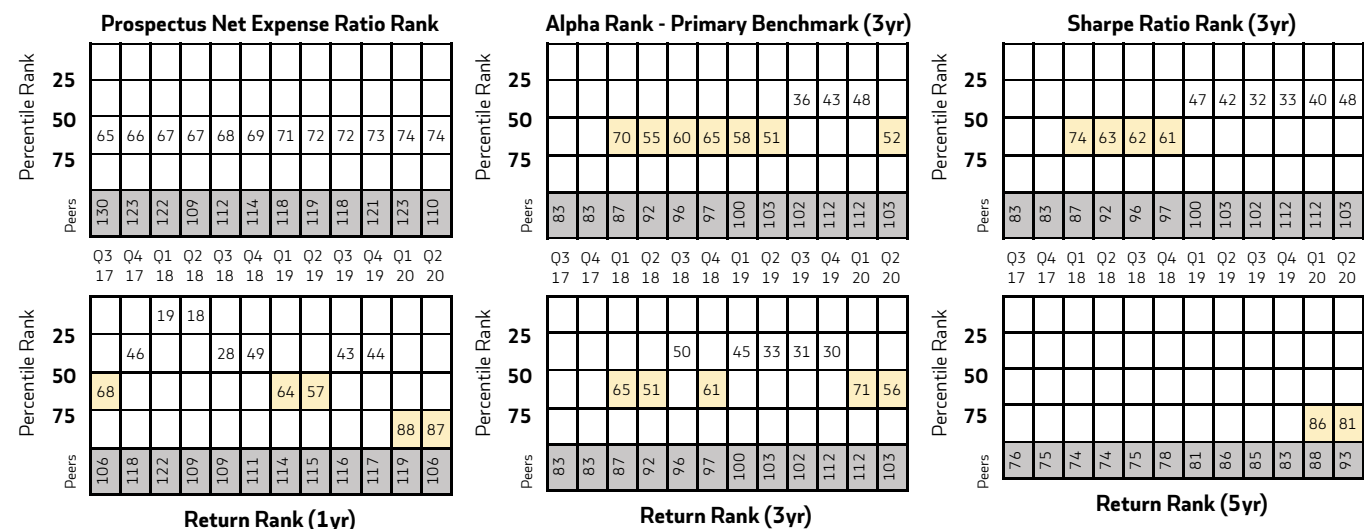 Prospectus Net Expense Ratio Rank
Percentile Rank
25
50
75
65 66 67 67 68 69 71 72 72 73 74 74
Peers
130 123 122 109 112 114 118 119 118 121 123 110
Alpha Rank - Primary Benchmark (3yr)
Percentile Rank
25
36 43 48
50
70 55 60 65 58 51 52
75
Peers
83 83 87 92 96 97 100 103 102 112 112 103
Sharpe Ratio Rank (3yr)
Percentile Rank
25
47 42 32 33 40 48
50
74 63 62 61
75
Peers
83 83 87 92 96 97 100 103 102 112 112 103
Q3 Q4 Q1 Q2 Q3 Q4 Q1 Q2 Q3 Q4 Q1 Q2
17 17 18 18 18 18 19 19 19 19 20 20
Q3 Q4 Q1 Q2 Q3 Q4 Q1 Q2 Q3 Q4 Q1 Q2
17 17 18 18 18 18 19 19 19 19 20 20
Q3 Q4 Q1 Q2 Q3 Q4 Q1 Q2 Q3 Q4 Q1 Q2
17 17 18 18 18 18 19 19 19 19 20 20
Percentile Rank
19 18
25
46 28 49 43 44
50
68 64 57
75
88 87
Peers
106 118 122 109 109 111 114 115 116 117 119 106
Return Rank (1yr)
Percentile Rank
25
50 45 33 31 30
50
65 51 61 71 56
75
Peers
83 83 87 92 96 97 100 103 102 112 112 103
Return Rank (3yr)
Percentile Rank
25
50
75
86 81
Peers
76 75 74 74 75 78 81 86 85 83 88 93
Return Rank (5yr)